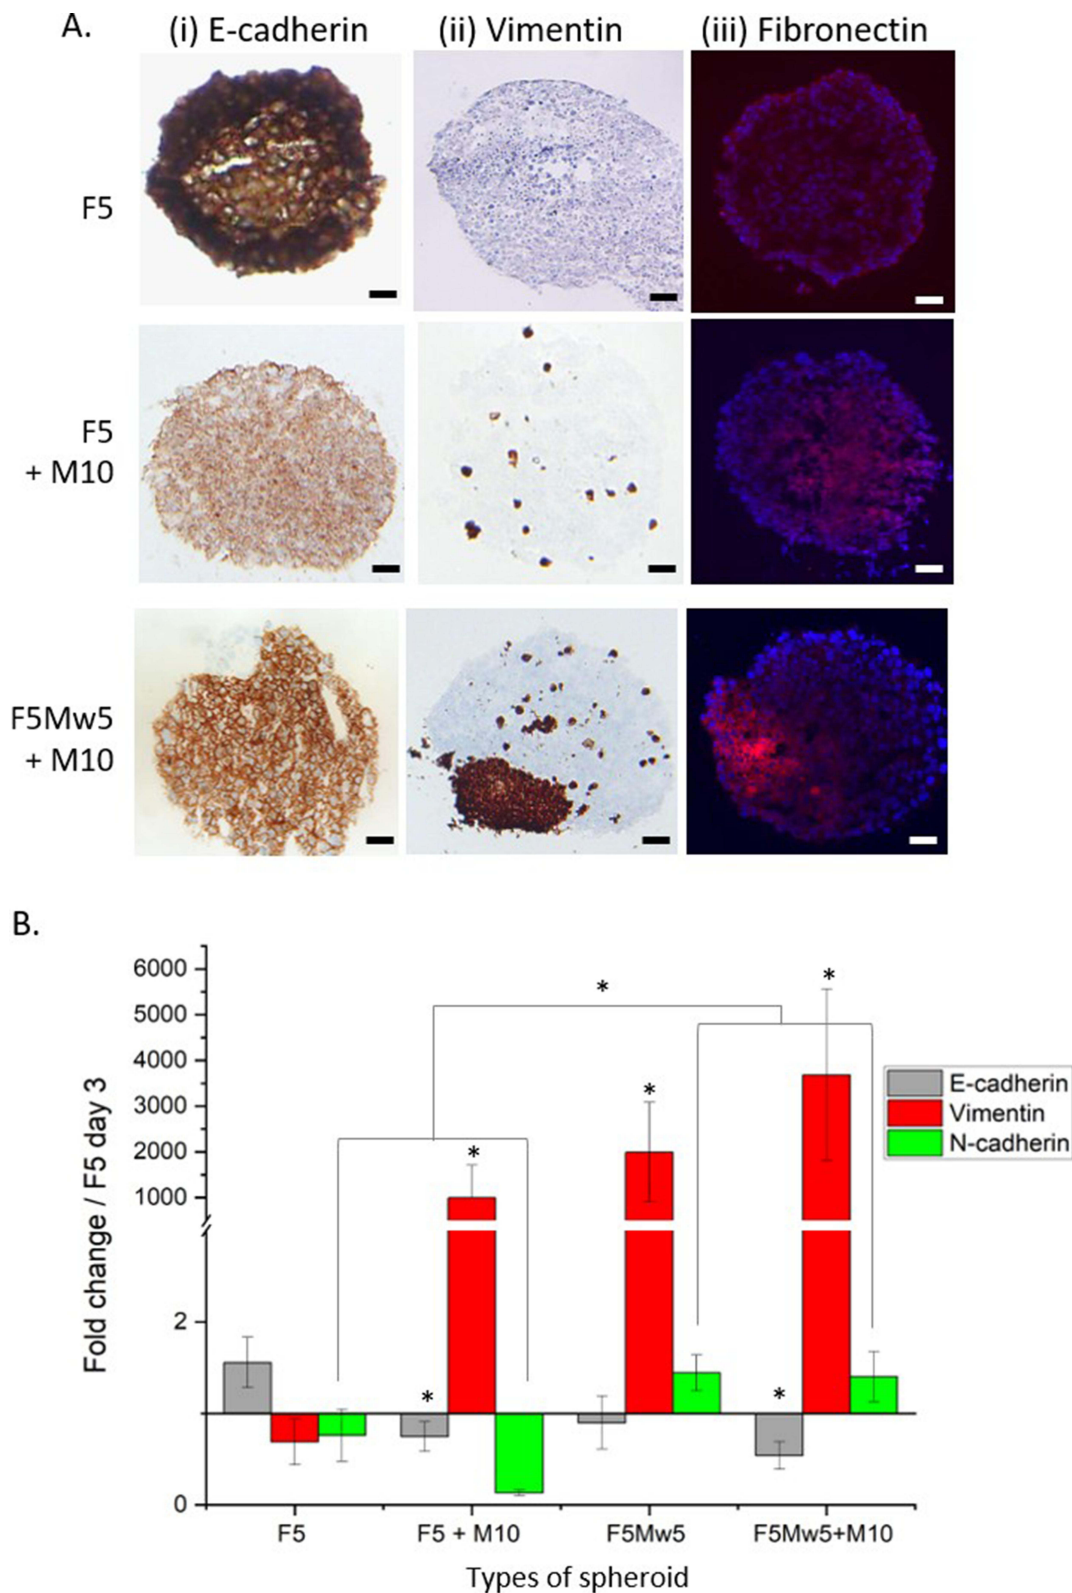 A.
(i) E-cadherin
(ii) Vimentin
(iii) Fibronectin
F5
F5
+ M10
F5Mw5
+ M10
B.
Fold change / F5 day 3
6000
5000
4000
3000
2000
1000
2
0
*
*
*
*
*
*
E-cadherin
Vimentin
N-cadherin
F5
F5 + M10
F5Mw5
F5Mw5+M10
Types of spheroid